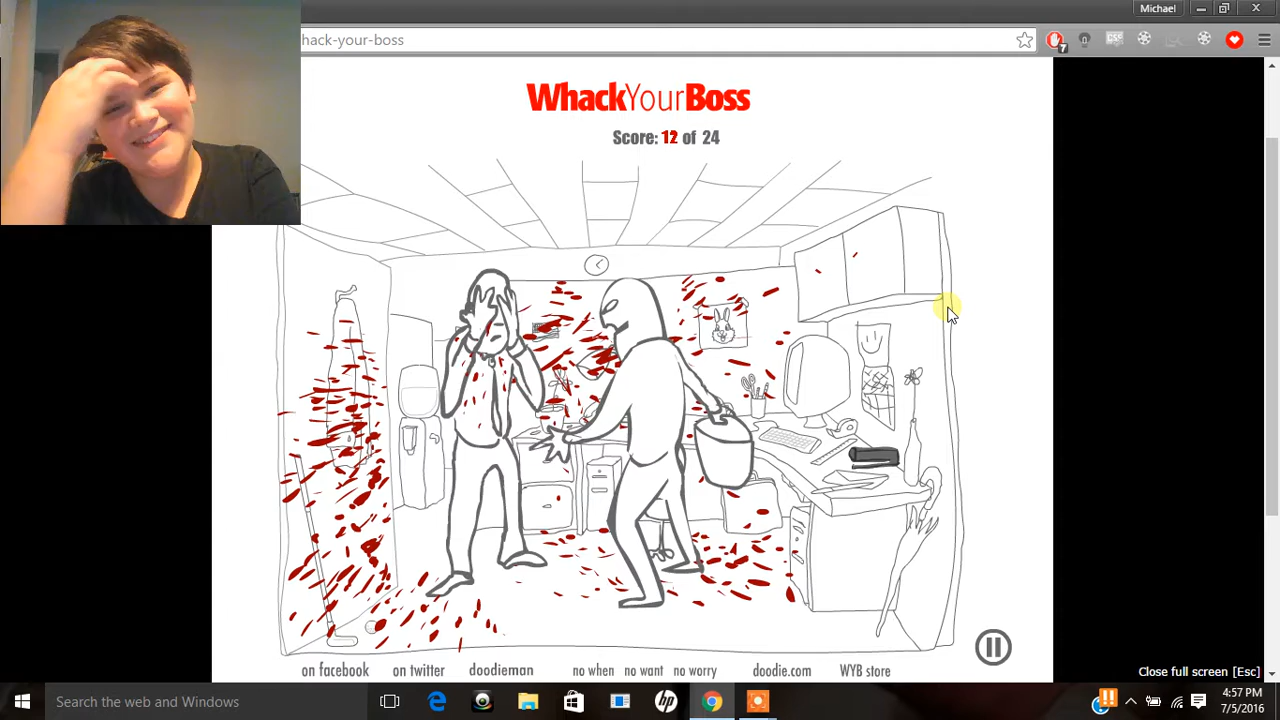 Michael
hack-your-boss
7
CSE
WhackYourBoss
Score: 12 of 24
on facebook on twitter doodieman no when no want no worry doodie.com WYB store
Close full screen [Esc]
Search the web and Windows
4:57 PM
7/5/2016